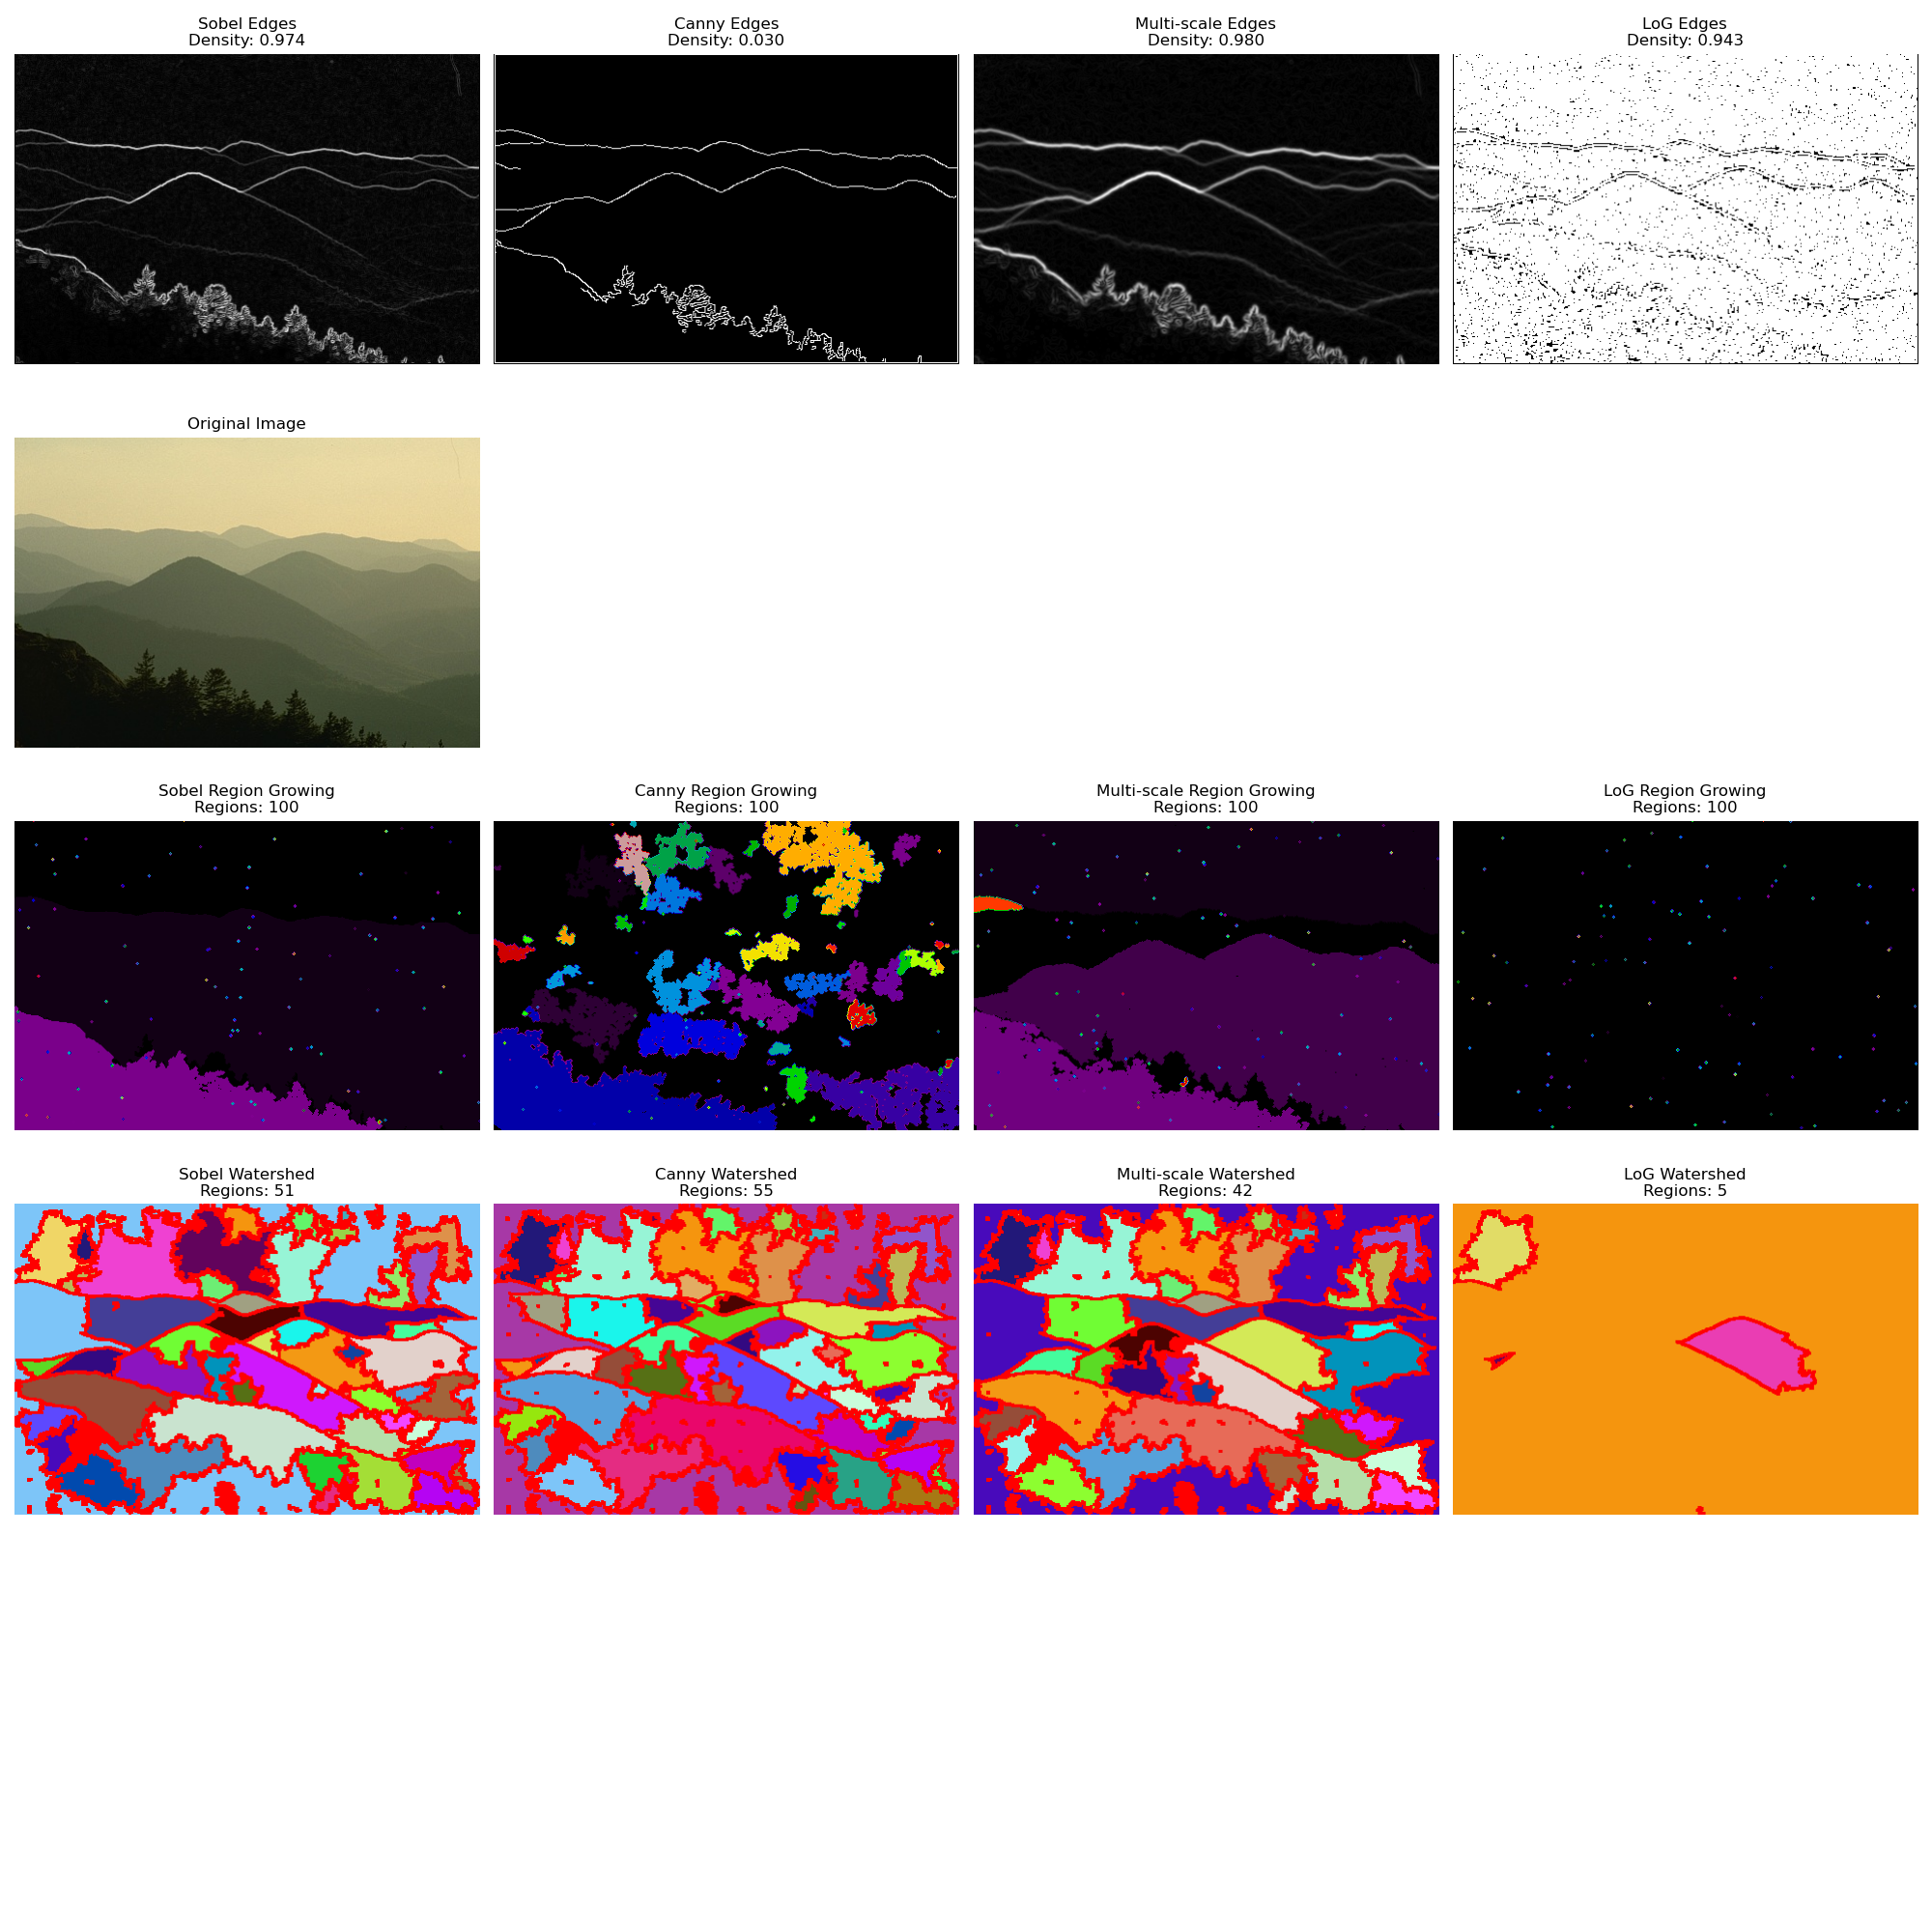 Sobel Edges
Density: 0.974
Canny Edges
Density: 0.030
Multi-scale Edges
Density: 0.980
LoG Edges
Density: 0.943
Original Image
Sobel Region Growing
Regions: 100
Canny Region Growing
Regions: 100
Multi-scale Region Growing
Regions: 100
LoG Region Growing
Regions: 100
Sobel Watershed
Regions: 51
Canny Watershed
Regions: 55
Multi-scale Watershed
Regions: 42
LoG Watershed
Regions: 5